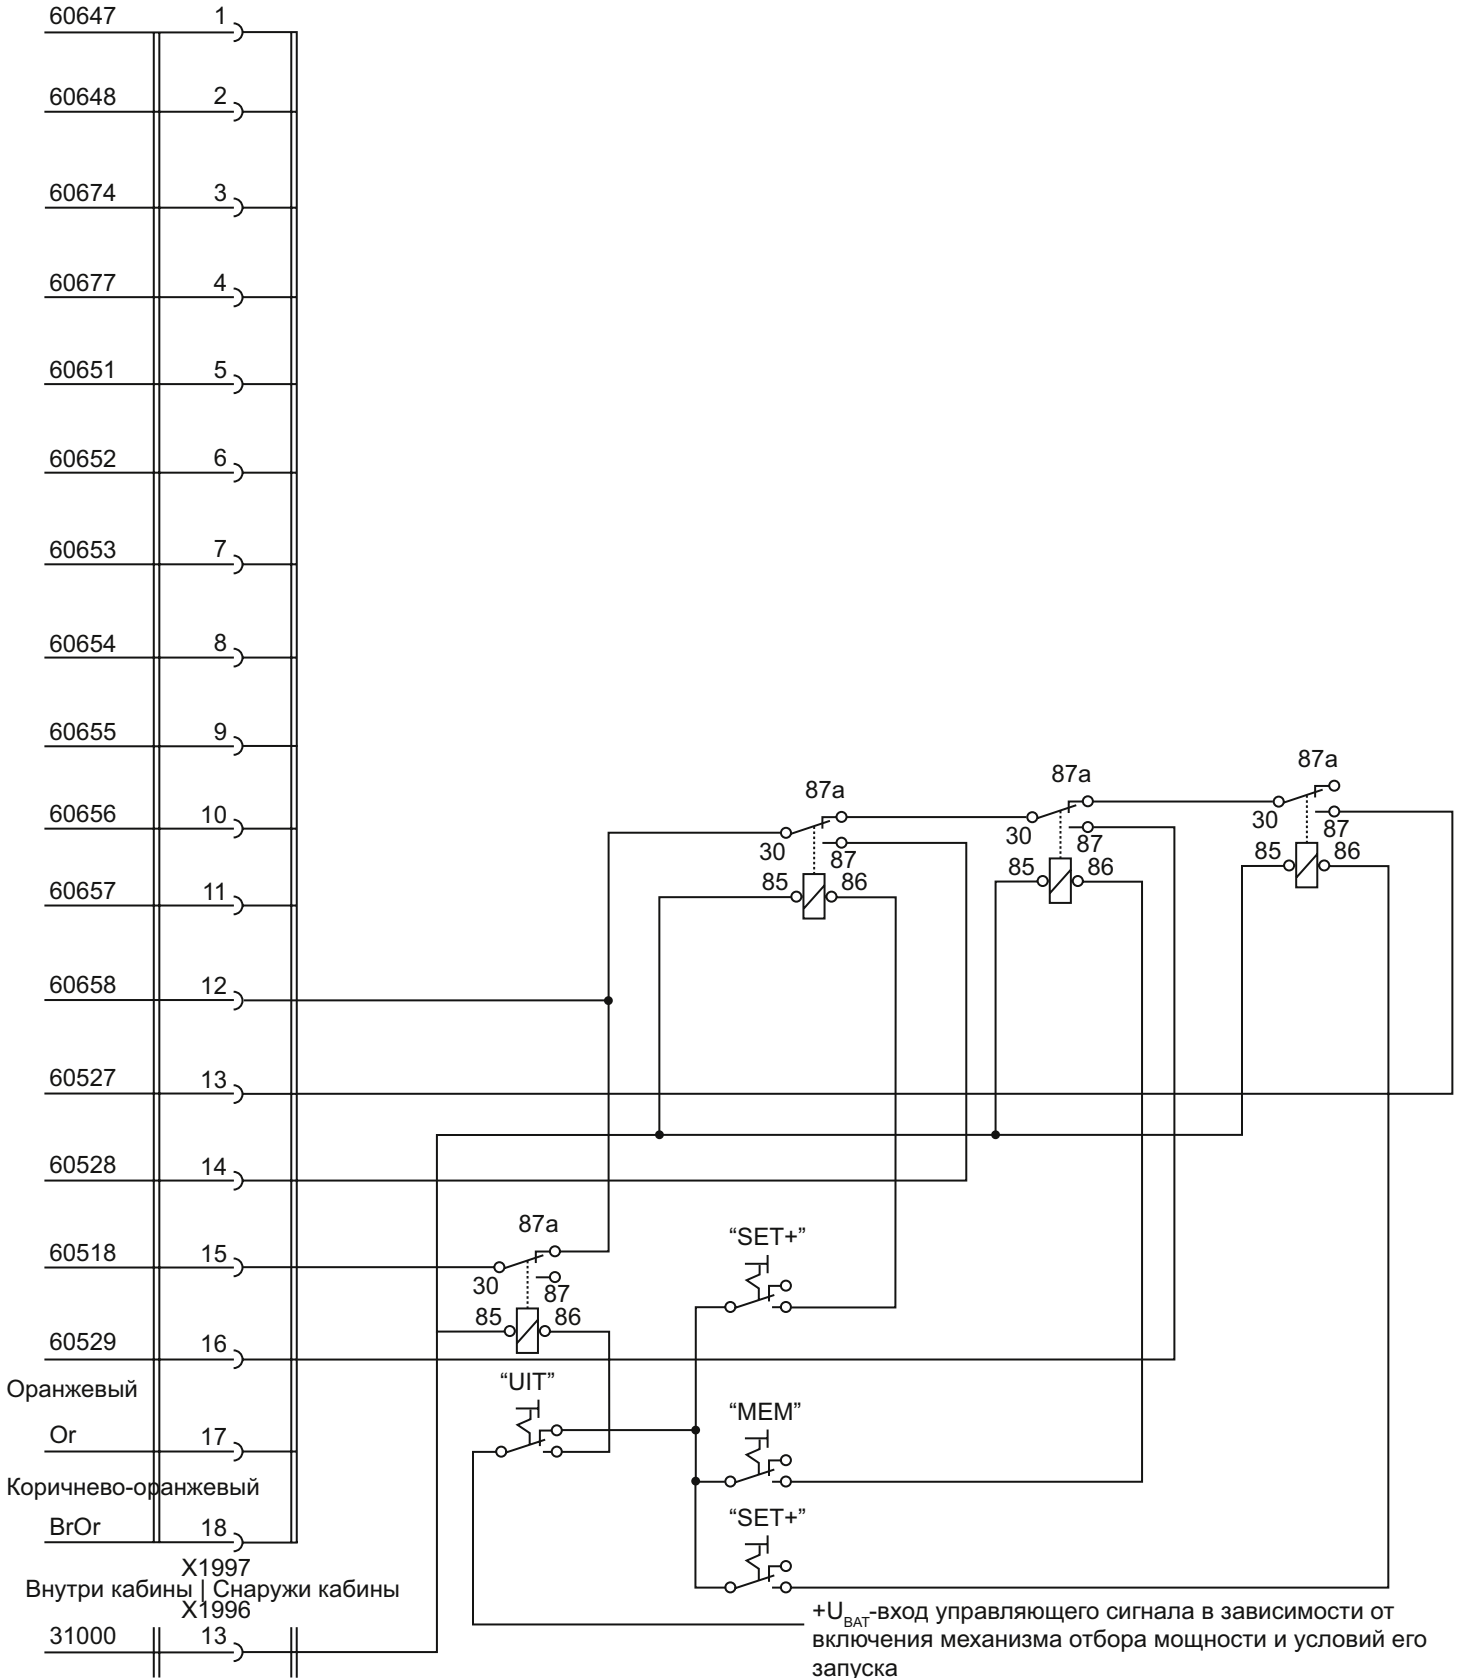 60647 1
60648 2
60674 3
60677 4
60651 5
60652 6
60653 7
60654 8
60655 9
60656 10
60657 11
60658 12
60527 13
60528 14
60518 15
60529 16
Оранжевый
Or 17
Коричнево-оранжевый
BrOr 18
X1997
Внутри кабины | Снаружи кабины
X1996
31000 13
87a
30
87
85 86
87a
30
87
85 86
87a
30
87
85 86
87a
30
87
85 86
“UIT”
“SET+”
“MEM”
“SET+”
+UBAT-вход управляющего сигнала в зависимости от
включения механизма отбора мощности и условий его
запуска